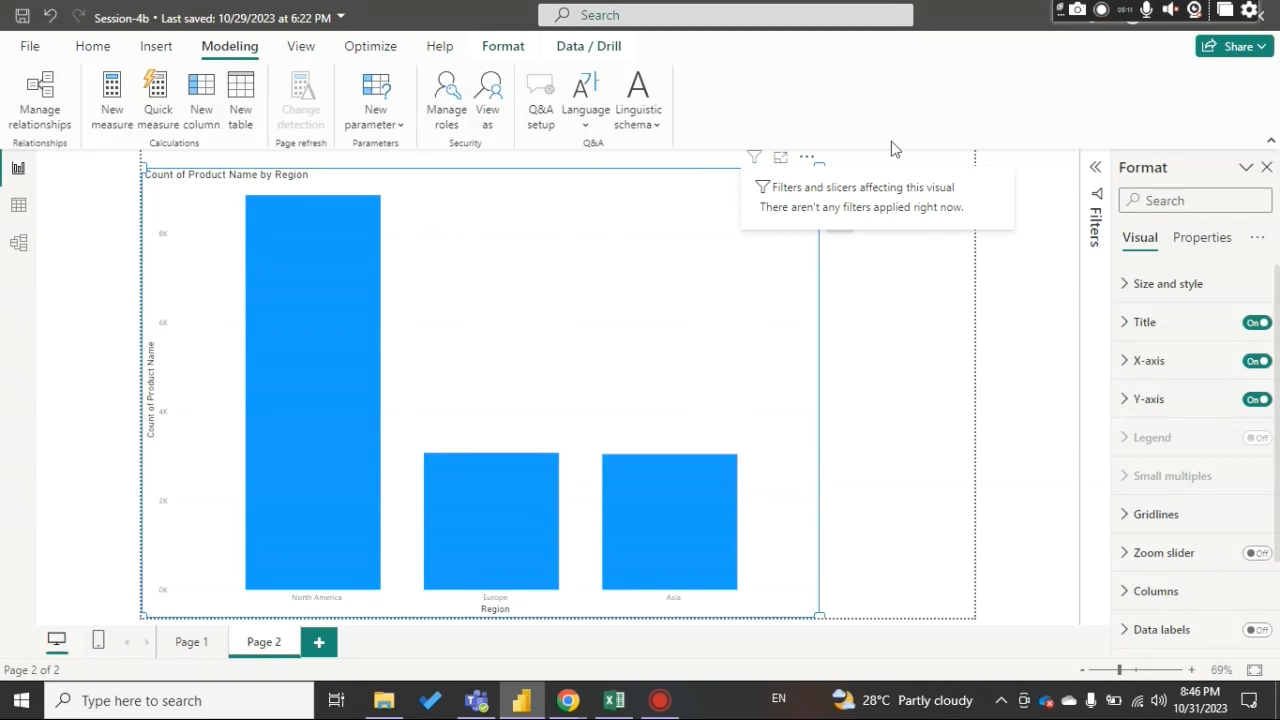 Session-4b • Last saved: 10/29/2023 at 6:22 PM
Search
05:11
File
Home
Insert
Modeling
View
Optimize
Help
Format
Data / Drill
Share
Manage relationships
New measure
Quick measure
New column
New table
Change detection
New parameter
Manage roles
View as
Q&A setup
가
Language
A
Linguistic schema
Relationships
Calculations
Page refresh
Parameters
Security
Q&A
Count of Product Name by Region
Filters and slicers affecting this visual
There aren't any filters applied right now.
8K
6K
4K
2K
0K
Count of Product Name
North America
Europe
Asia
Region
Filters
Format
Search
Visual
Properties
Size and style
Title
On
X-axis
On
Y-axis
On
Legend
Off
Small multiples
Gridlines
Zoom slider
Off
Columns
Data labels
Off
Page 1
Page 2
Page 2 of 2
- + 69%
Type here to search
EN
28°C Partly cloudy
8:46 PM
10/31/2023